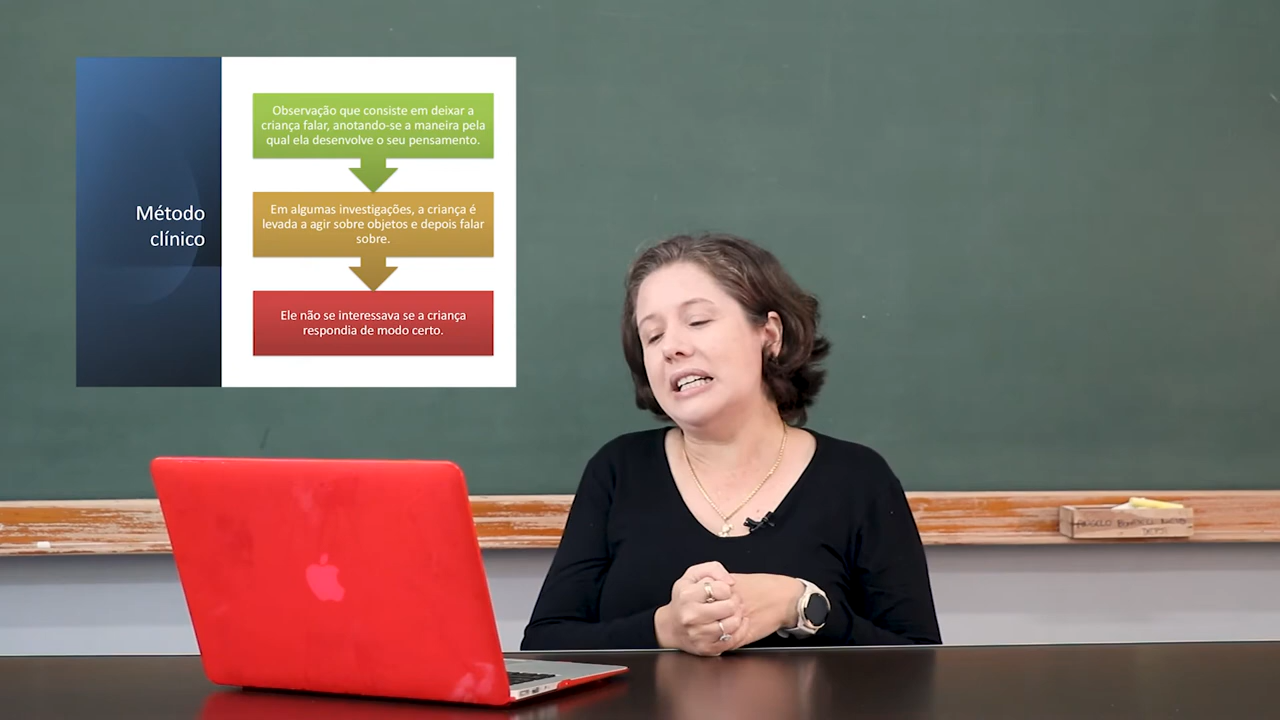 Método
clínico
Observação que consiste em deixar a
criança falar, anotando-se a maneira pela
qual ela desenvolve o seu pensamento.
Em algumas investigações, a criança é
levada a agir sobre objetos e depois falar
sobre.
Ele não se interessava se a criança
respondia de modo certo.